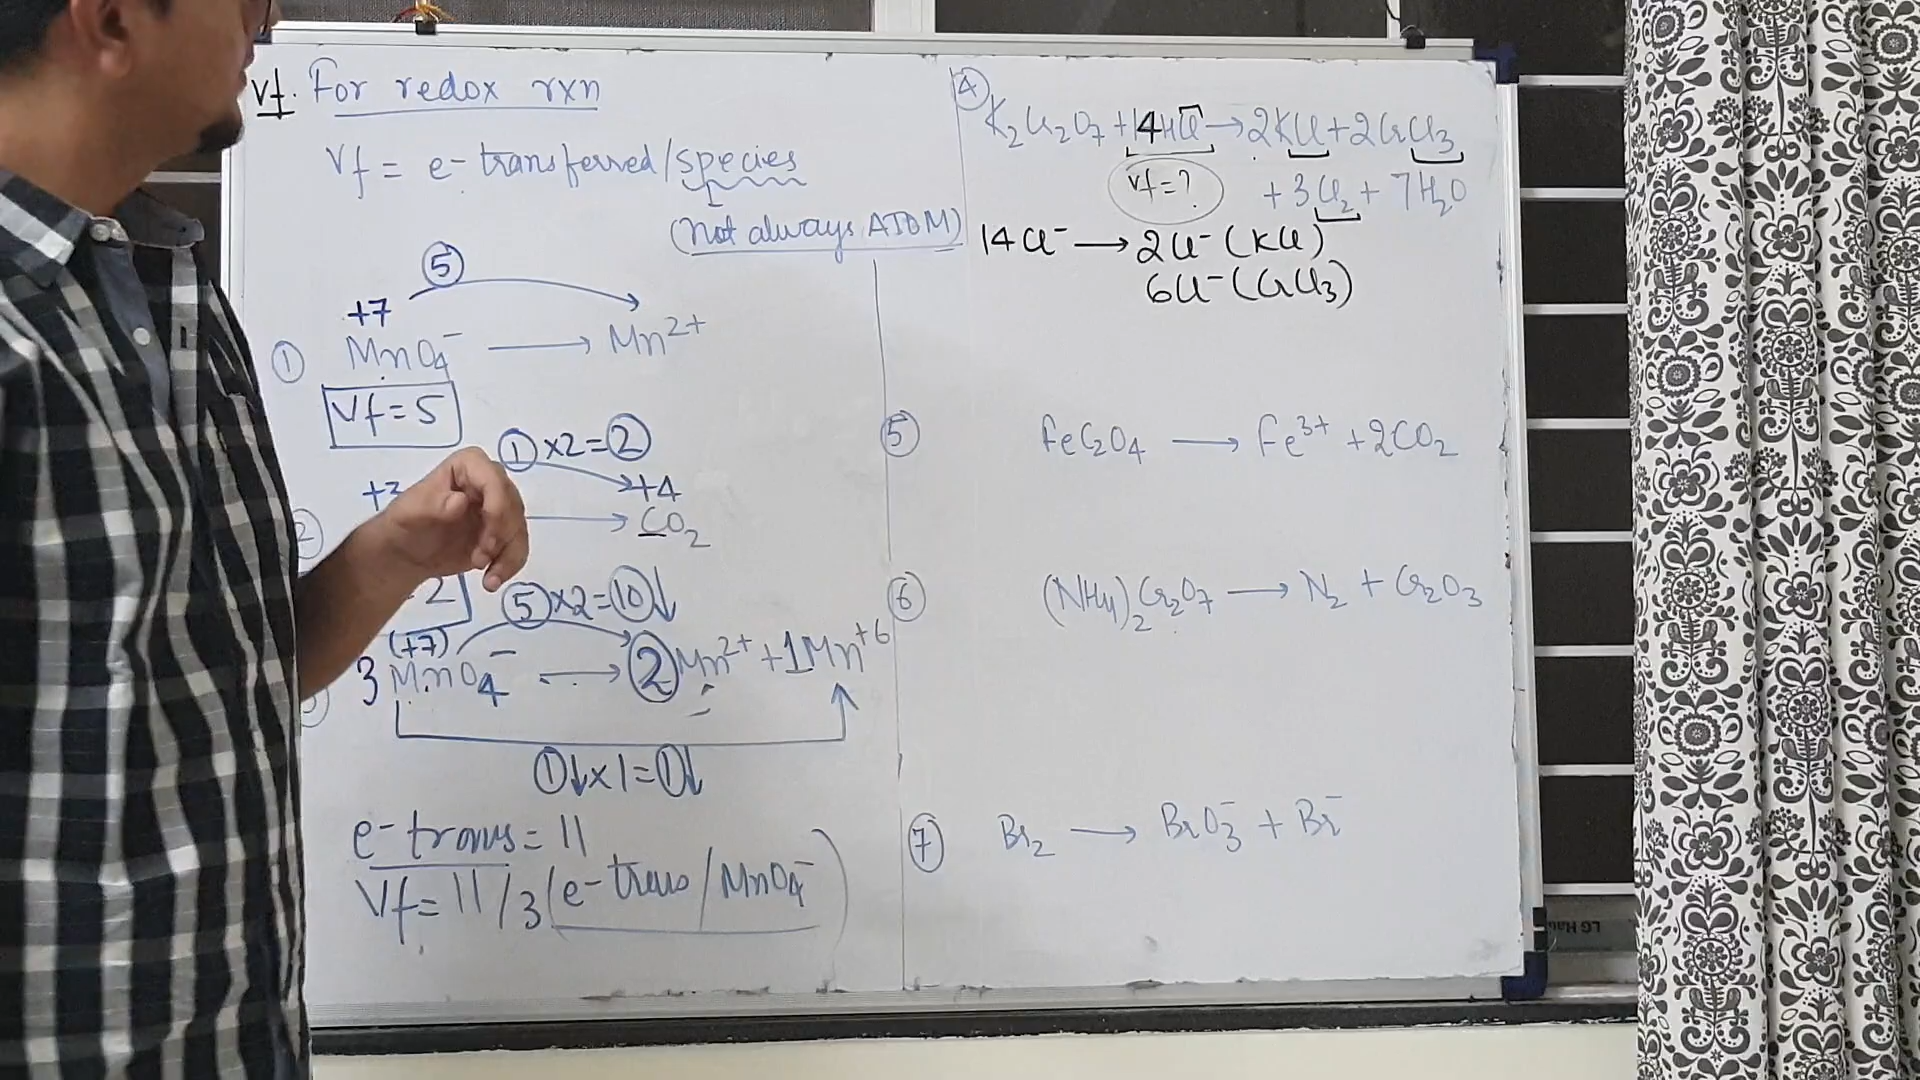 Vf. For redox rxn
Vf = e- transferred/species
(Not always ATOM)
5
+7
① MnO4- → Mn2+
Vf = 5
① x2 = ②
+4
→ CO2
2
⑤ x2 = ⑩↓
(+7)
3 MnO4- → ② Mn2+ + 1Mn+6
①↓ x 1 = ①↓
e- trans = 11
Vf = 11/3 (e- trans/MnO4-)
④ K2Cr2O7 + 14HCl → 2KCl + 2CrCl3
+ 3Cl2 + 7H2O
Vf = ?
14Cl- → 2Cl- (KCl)
6Cl- (CrCl3)
⑤ FeC2O4 → Fe3+ + 2CO2
⑥ (NH4)2Cr2O7 → N2 + Cr2O3
⑦ Br2 → BrO3- + Br-